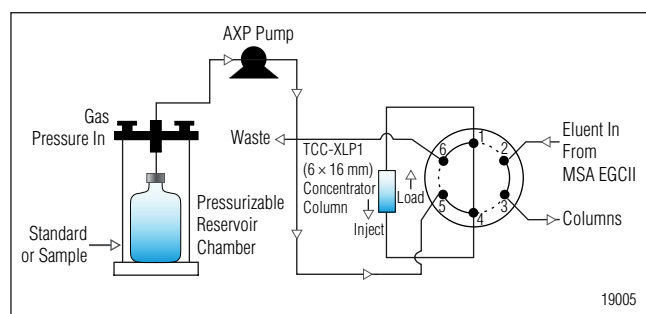 AXP Pump
Gas
Pressure In
Waste
TCC-XLP1
(6 × 16 mm)
Concentrator
Column
Load
Inject
1
2
3
4
5
6
Eluent In
From
MSA EGCII
Columns
Pressurizable
Reservoir
Chamber
Standard
or Sample
19005